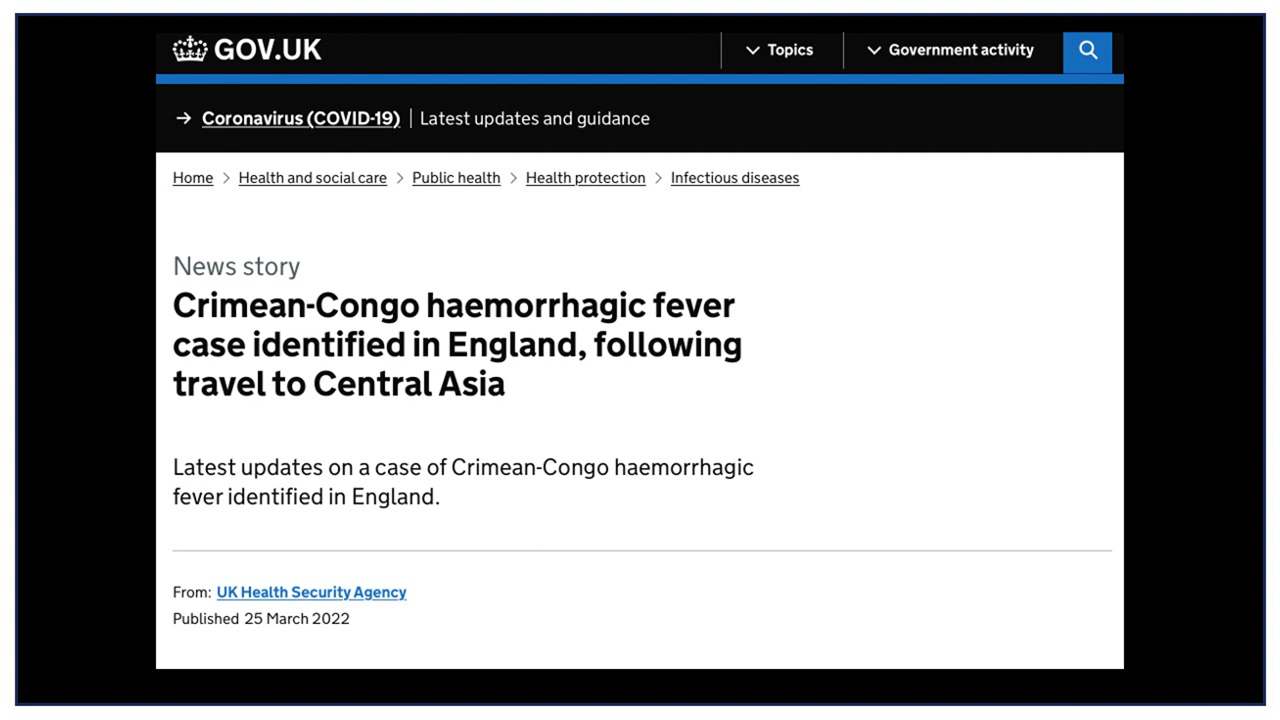 GOV.UK
Topics
Government activity
→ Coronavirus (COVID-19) | Latest updates and guidance
Home > Health and social care > Public health > Health protection > Infectious diseases
News story
Crimean-Congo haemorrhagic fever
case identified in England, following
travel to Central Asia
Latest updates on a case of Crimean-Congo haemorrhagic
fever identified in England.
From: UK Health Security Agency
Published 25 March 2022